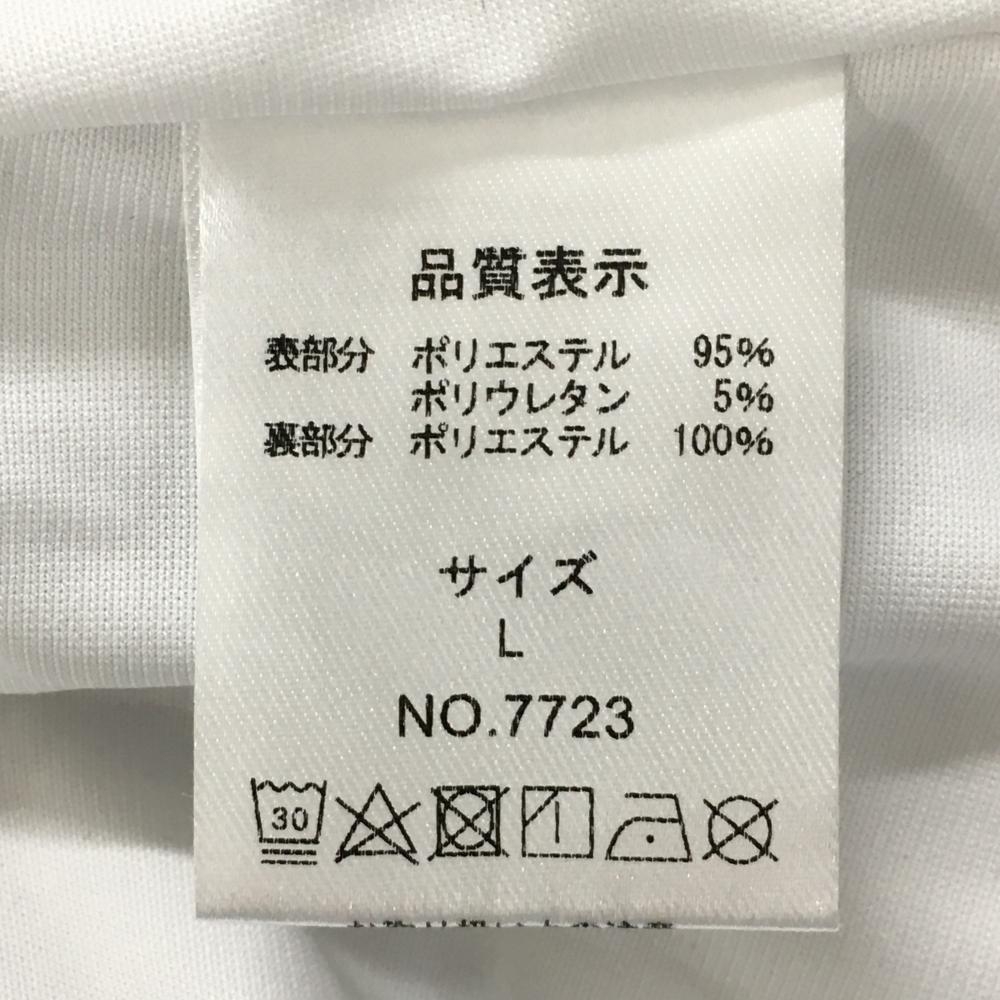 品質表示
表部分 ポリエステル 95%
ポリウレタン 5%
裏部分 ポリエステル 100%
サイズ
L
NO.7723
30